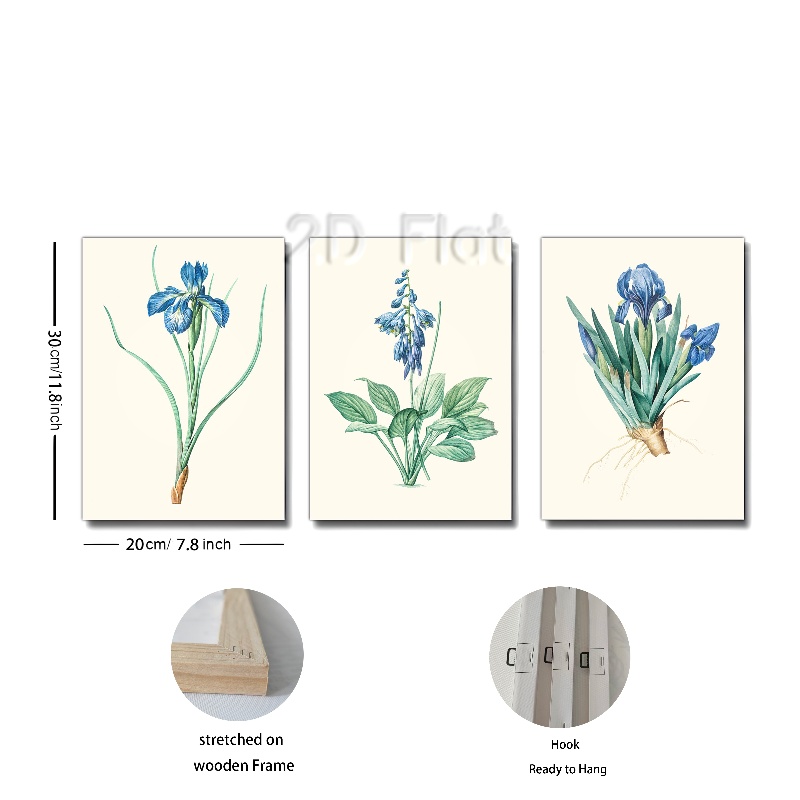 2D Flat
30cm/11.8inch
20cm/ 7.8 inch
stretched on
wooden Frame
Hook
Ready to Hang